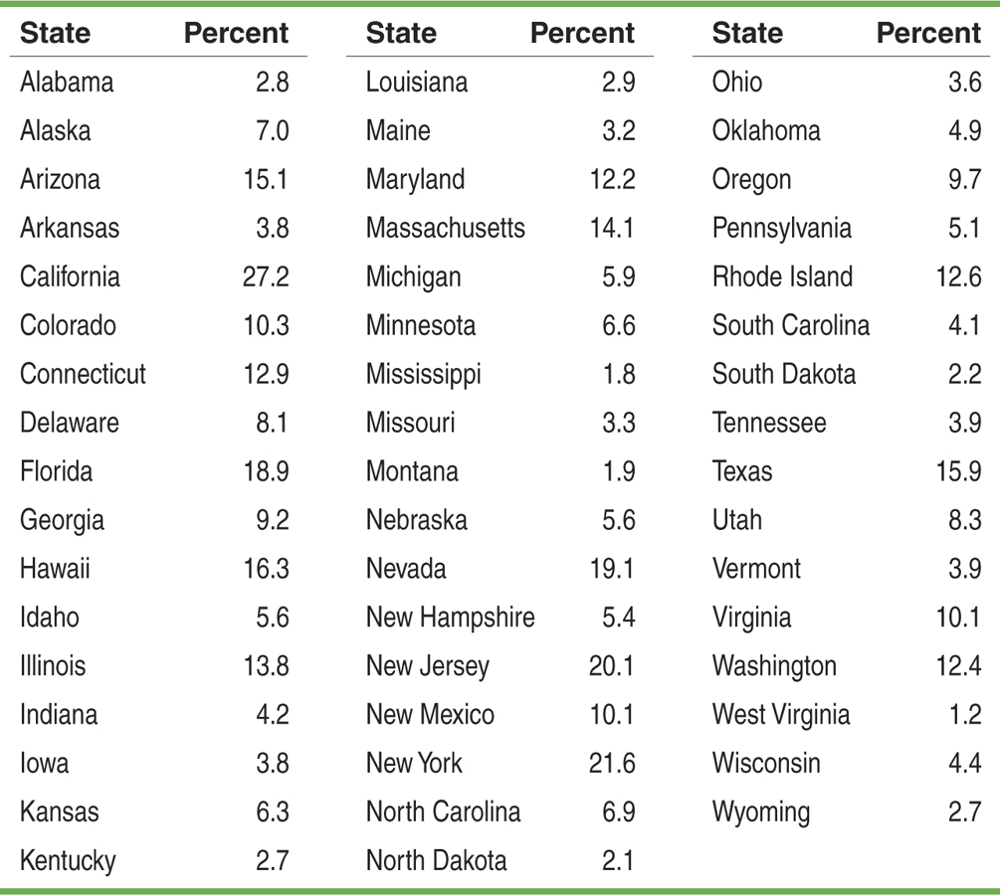 State Percent State Percent State Percent
Alabama 2.8 Louisiana 2.9 Ohio 3.6
Alaska 7.0 Maine 3.2 Oklahoma 4.9
Arizona 15.1 Maryland 12.2 Oregon 9.7
Arkansas 3.8 Massachusetts 14.1 Pennsylvania 5.1
California 27.2 Michigan 5.9 Rhode Island 12.6
Colorado 10.3 Minnesota 6.6 South Carolina 4.1
Connecticut 12.9 Mississippi 1.8 South Dakota 2.2
Delaware 8.1 Missouri 3.3 Tennessee 3.9
Florida 18.9 Montana 1.9 Texas 15.9
Georgia 9.2 Nebraska 5.6 Utah 8.3
Hawaii 16.3 Nevada 19.1 Vermont 3.9
Idaho 5.6 New Hampshire 5.4 Virginia 10.1
Illinois 13.8 New Jersey 20.1 Washington 12.4
Indiana 4.2 New Mexico 10.1 West Virginia 1.2
Iowa 3.8 New York 21.6 Wisconsin 4.4
Kansas 6.3 North Carolina 6.9 Wyoming 2.7
Kentucky 2.7 North Dakota 2.1